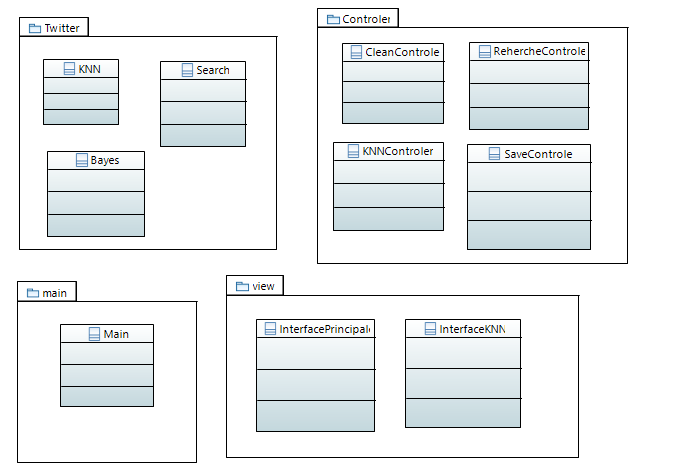 Twitter
KNN
Search
Bayes
Controler
CleanControle
RehercheControle
KNNControler
SaveControle
main
Main
view
InterfacePrincipale
InterfaceKNN